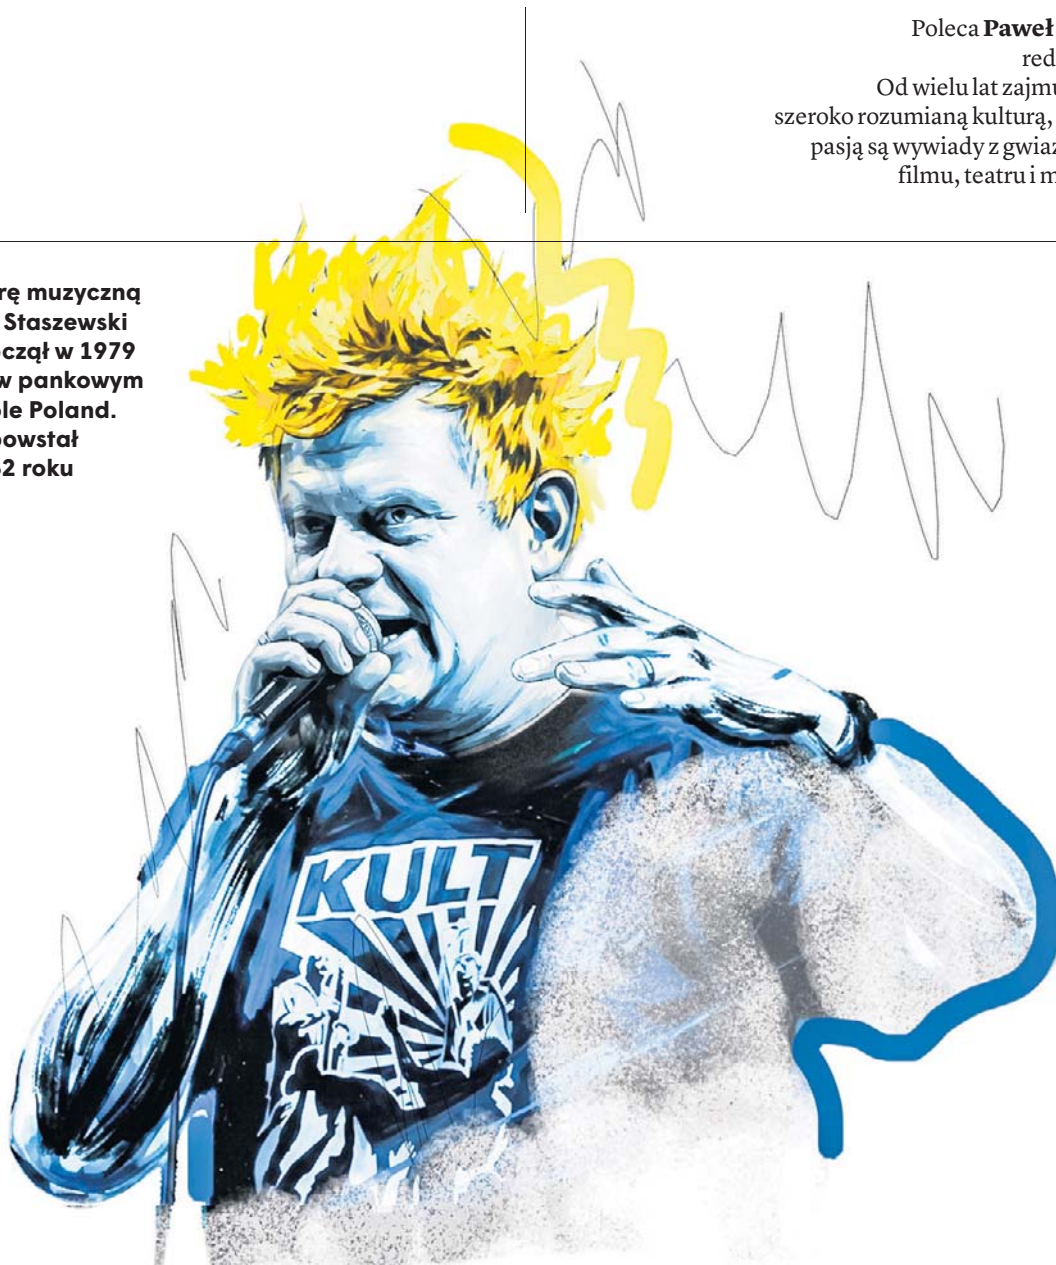 Poleca Paweł
red
Od wielu lat zajmu
szeroko rozumianą kulturą,
pasją są wywiady z gwiaz
filmu, teatru i m
rę muzyczną
Staszewski
czął w 1979
w pankowym
le Poland.
powstał
2 roku
KULT